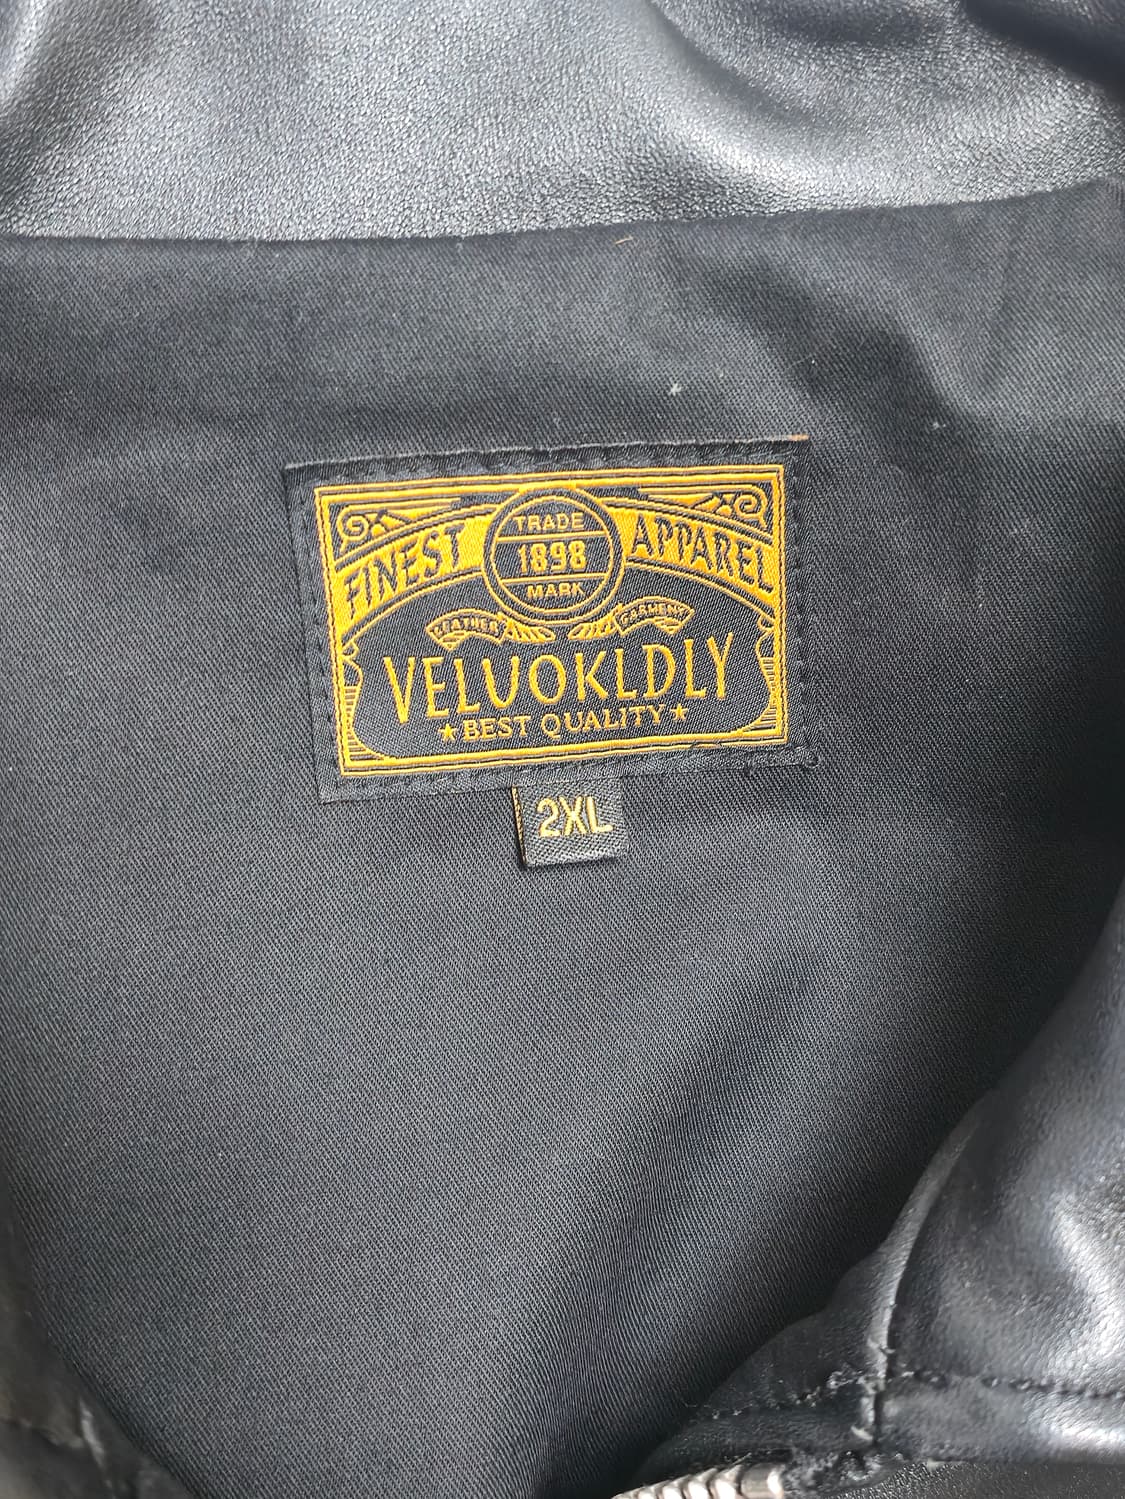 FINEST APPAREL
TRADE
1898
MARK
LEATHER GARMENT
VELUOKLDLY
★BEST QUALITY★
2XL